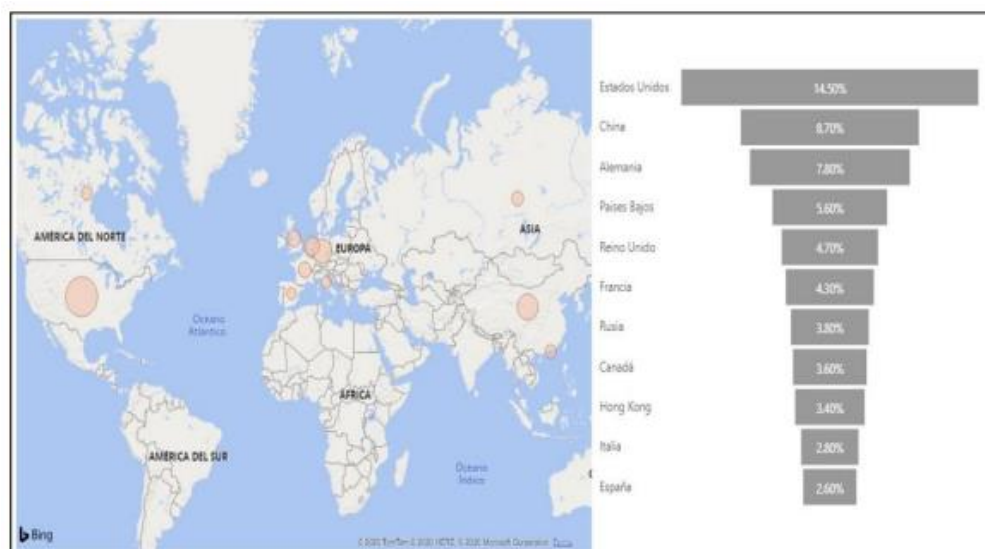 AMÉRICA DEL NORTE
EUROPA
ASIA
Océano
Atlántico
ÁFRICA
AMÉRICA DEL SUR
Océano
Índico
Bing
Estados Unidos 14.50%
China 8.70%
Alemania 7.80%
Países Bajos 5.60%
Reino Unido 4.70%
Francia 4.30%
Rusia 3.80%
Canadá 3.60%
Hong Kong 3.40%
Italia 2.80%
España 2.60%